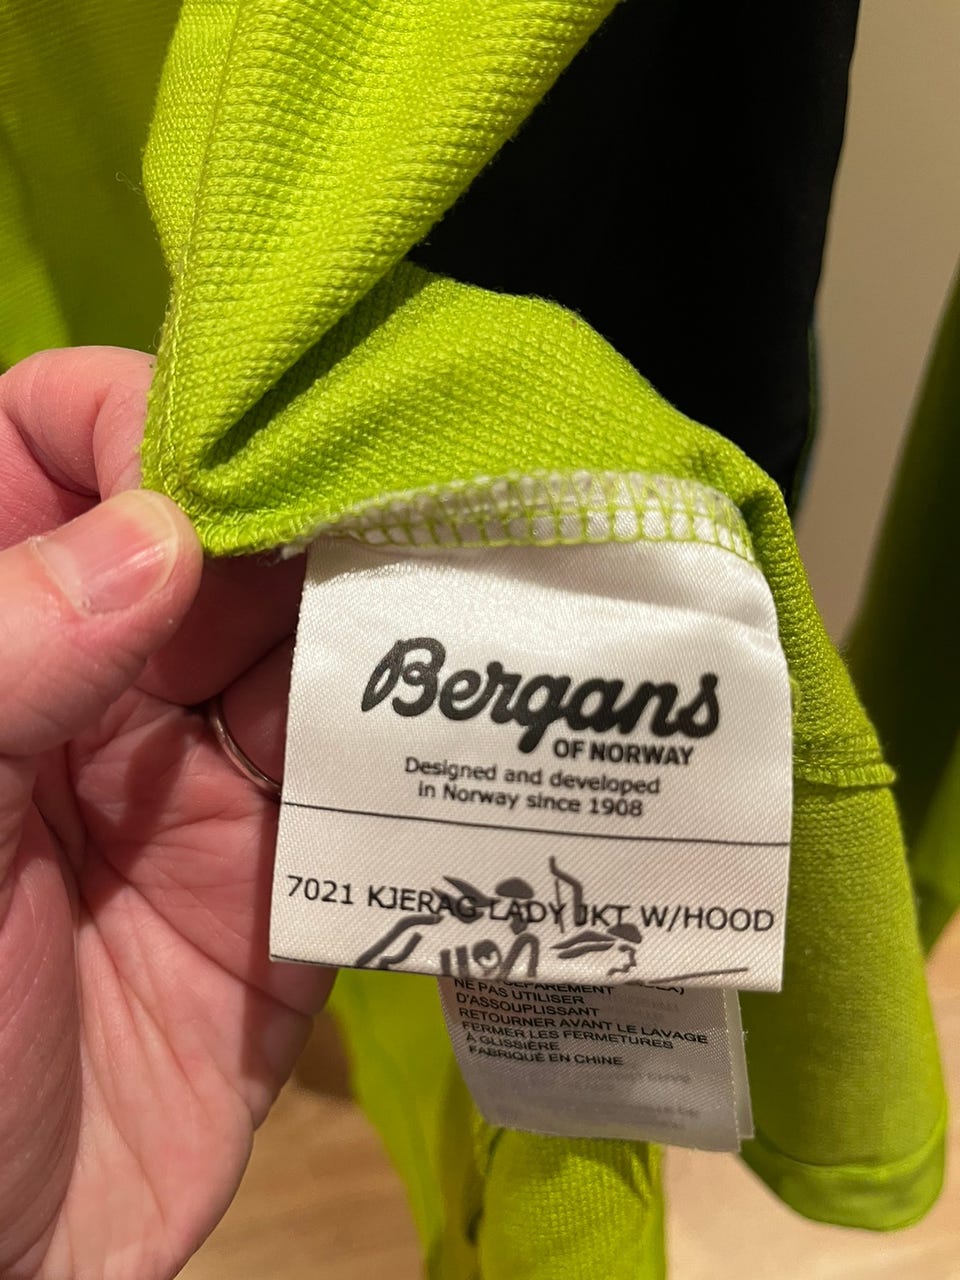 Bergans
OF NORWAY
Designed and developed
in Norway since 1908
7021 KJERAG LADY JKT W/HOOD
NE PAS UTILISER
D'ASSOUPLISSANT
RETOURNER AVANT LE LAVAGE
FERMER LES FERMETURES
À GLISSIÈRE
FABRIQUÉ EN CHINE